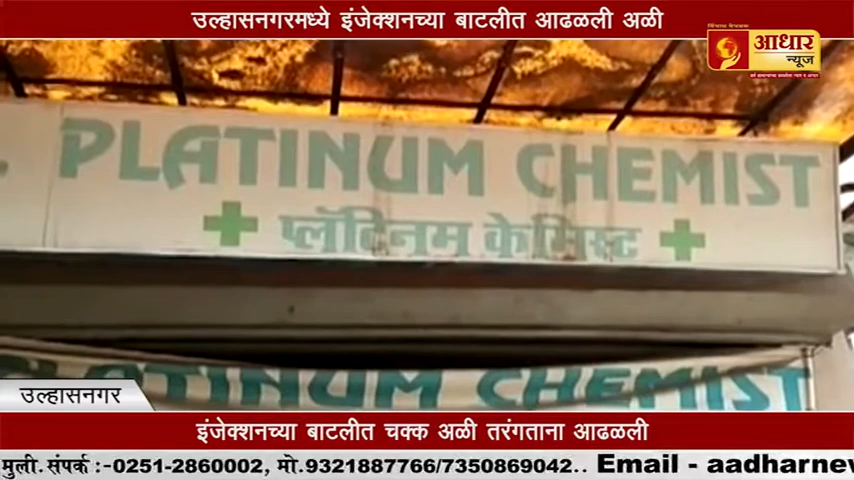 उल्हासनगरमध्ये इंजेक्शनच्या बाटलीत आढळली अळी
आधार
न्यूज
PLATINUM CHEMIST
प्लॅटिनम केमिस्ट
PLATINUM CHEMIST
उल्हासनगर
इंजेक्शनच्या बाटलीत चक्क अळी तरंगताना आढळली
मुली.संपर्क :-0251-2860002, मो.9321887766/7350869042.. Email - aadharnew